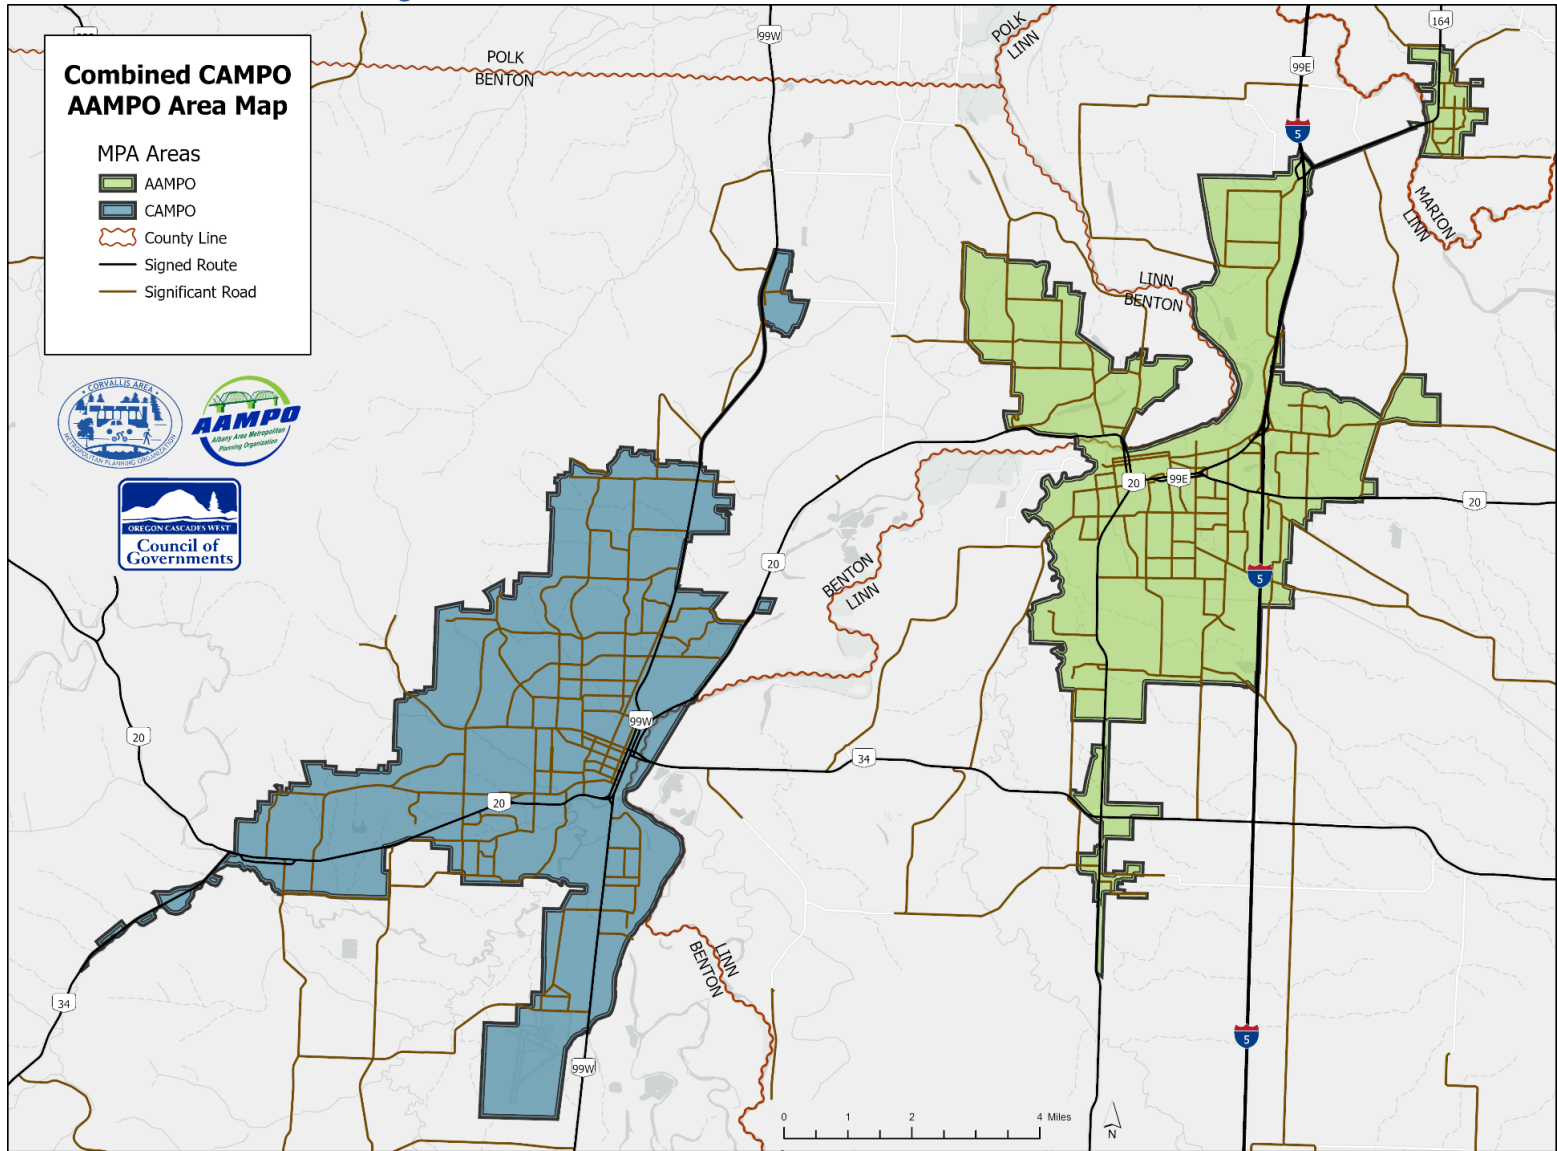 Combined CAMPO
AAMPO Area Map
MPA Areas
AAMPO
CAMPO
County Line
Signed Route
Significant Road
CORVALLIS AREA
METROPOLITAN PLANNING ORGANIZATION
AAMPO
Albany Area Metropolitan
Planning Organization
OREGON CASCADES WEST
Council of
Governments
POLK
BENTON
99W
POLK
LINN
99E
164
5
MARION
LINN
LINN
BENTON
20
99E
20
20
BENTON
LINN
5
99W
20
34
20
34
LINN
BENTON
99W
5
0 1 2 4 Miles
N